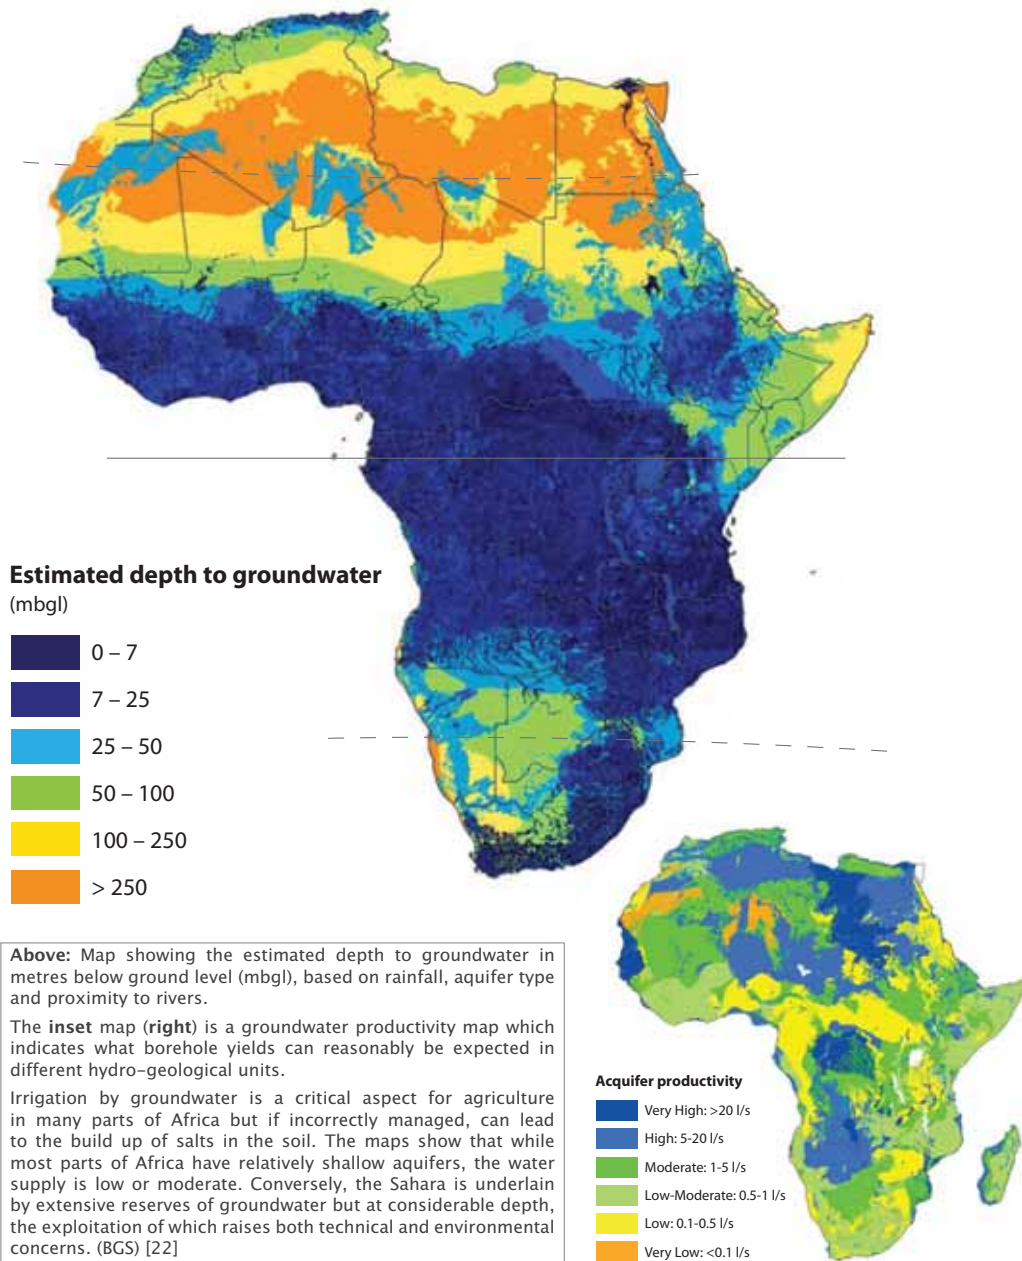 Estimated depth to groundwater
(mbgl)
0 – 7
7 – 25
25 – 50
50 – 100
100 – 250
> 250
Above: Map showing the estimated depth to groundwater in
metres below ground level (mbgl), based on rainfall, aquifer type
and proximity to rivers.
The inset map (right) is a groundwater productivity map which
indicates what borehole yields can reasonably be expected in
different hydro-geological units.
Irrigation by groundwater is a critical aspect for agriculture
in many parts of Africa but if incorrectly managed, can lead
to the build up of salts in the soil. The maps show that while
most parts of Africa have relatively shallow aquifers, the water
supply is low or moderate. Conversely, the Sahara is underlain
by extensive reserves of groundwater but at considerable depth,
the exploitation of which raises both technical and environmental
concerns. (BGS) [22]
Acquifer productivity
Very High: >20 l/s
High: 5-20 l/s
Moderate: 1-5 l/s
Low-Moderate: 0.5-1 l/s
Low: 0.1-0.5 l/s
Very Low: <0.1 l/s